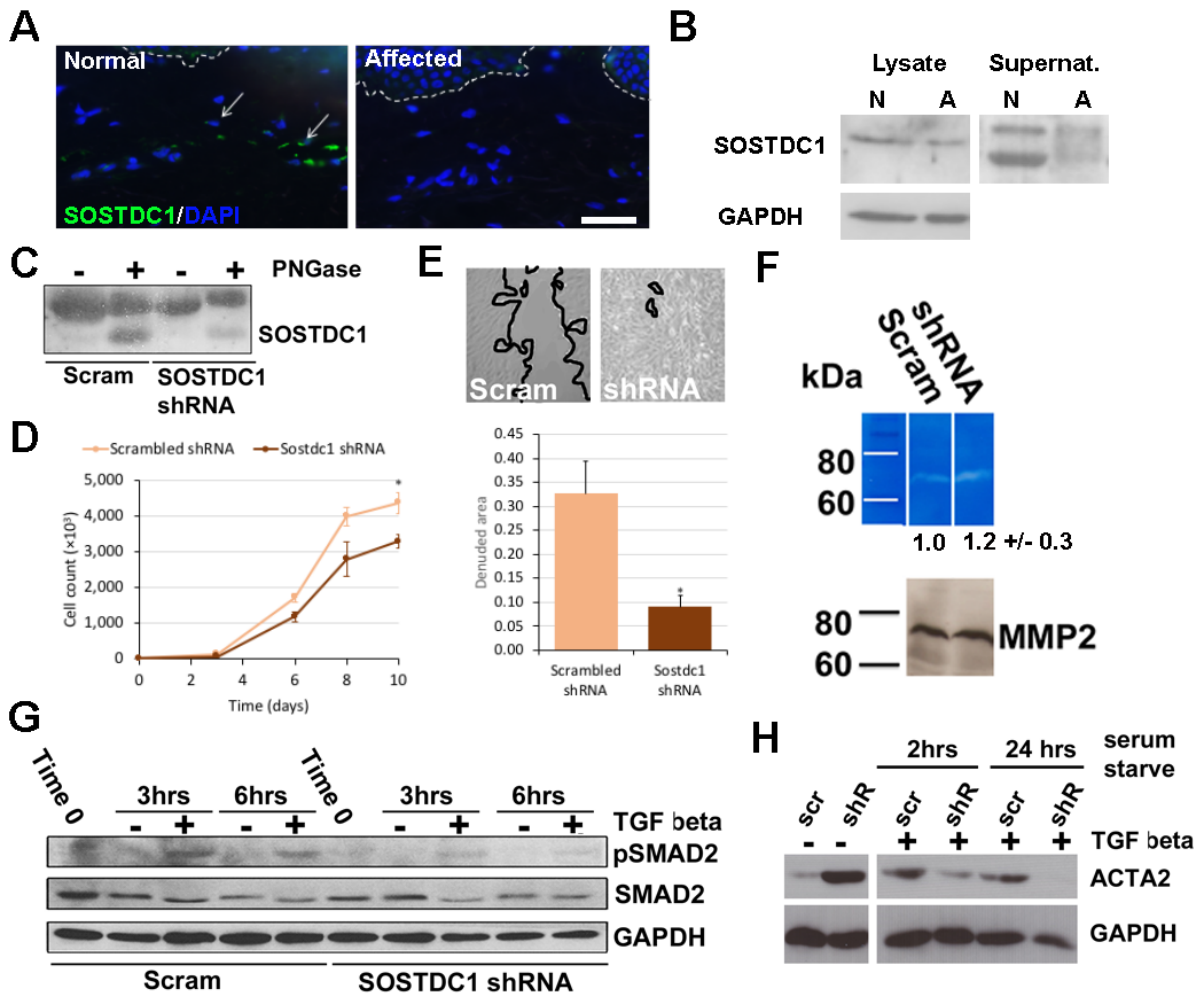 A
Normal
Affected
SOSTDC1/DAPI
B
Lysate Supernat.
N A N A
SOSTDC1
GAPDH
C
- + - + PNGase
SOSTDC1
Scram SOSTDC1
shRNA
D
Scrambled shRNA Sostdc1 shRNA
Cell count (×10³)
5,000
4,000
3,000
2,000
1,000
0
*
0 2 4 6 8 10
Time (days)
E
Scram
shRNA
Denuded area
0.45
0.40
0.35
0.30
0.25
0.20
0.15
0.10
0.05
0.00
*
Scrambled
shRNA
Sostdc1
shRNA
F
kDa
Scram
shRNA
80
60
1.0 1.2 +/- 0.3
80
60
MMP2
G
Time 0 3hrs 6hrs Time 0 3hrs 6hrs
- + - + - + - + TGF beta
pSMAD2
SMAD2
GAPDH
Scram SOSTDC1 shRNA
H
2hrs 24 hrs serum
starve
scr shR scr shR scr shR
- - + + + + TGF beta
ACTA2
GAPDH